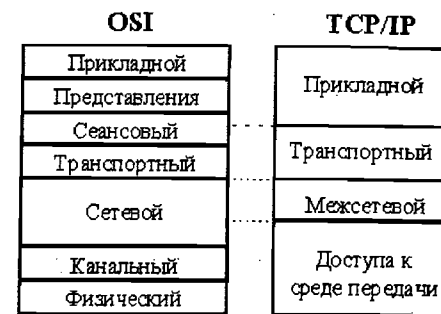 OSI
Прикладной
Представления
Сеансовый
Транспортный
Сетевой
Канальный
Физический
TCP/IP
Прикладной
Транспортный
Межсетевой
Доступа к
среде передачи